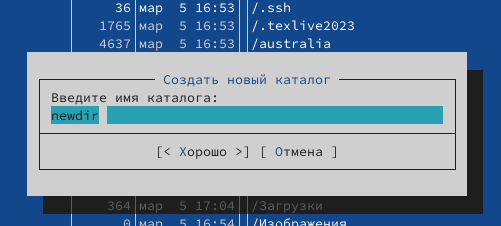 36 мар 5 16:53 /.ssh
1765 мар 5 16:53 /.texlive2023
4637 мар 5 16:53 /australia
Создать новый каталог
Введите имя каталога:
newdir
[< Хорошо >] [ Отмена ]
364 мар 5 17:04 /Загрузки
0 мар 5 16:54 /Изображения